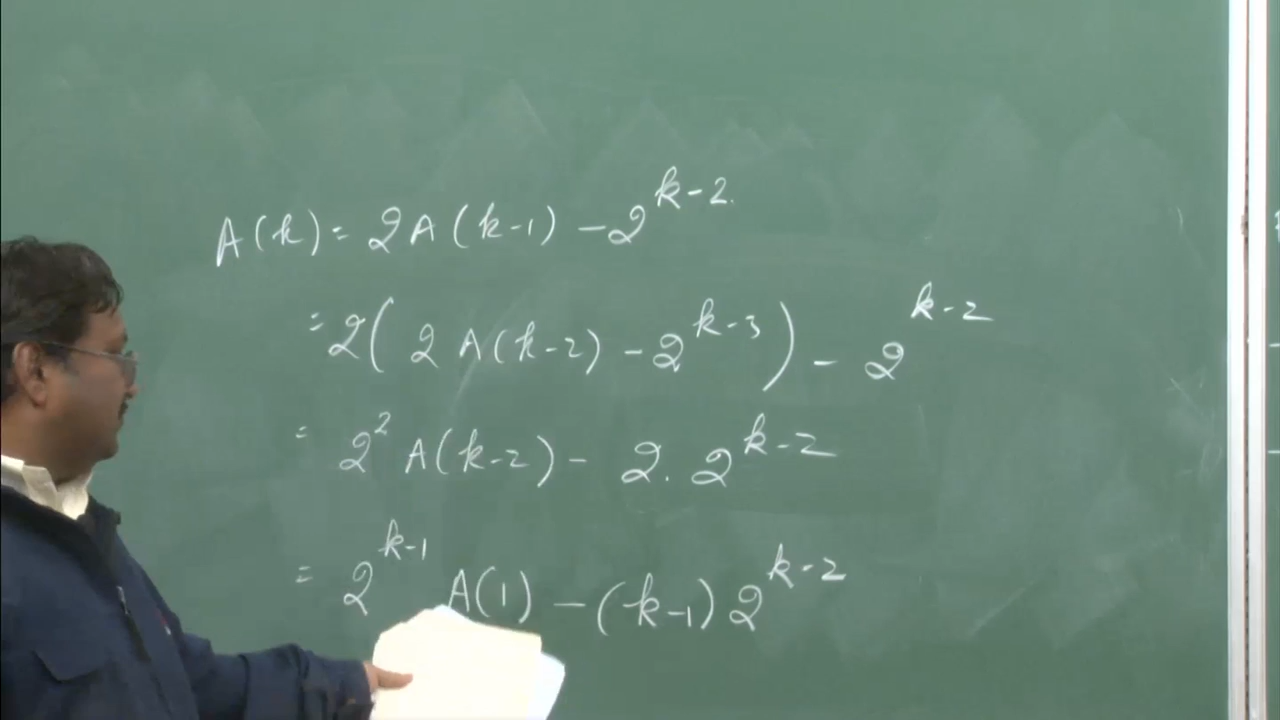 A(k) = 2A(k-1) - 2^{k-2}
= 2(2A(k-2) - 2^{k-3}) - 2^{k-2}
= 2^2 A(k-2) - 2. 2^{k-2}
= 2^{k-1} A(1) - (k-1) 2^{k-2}